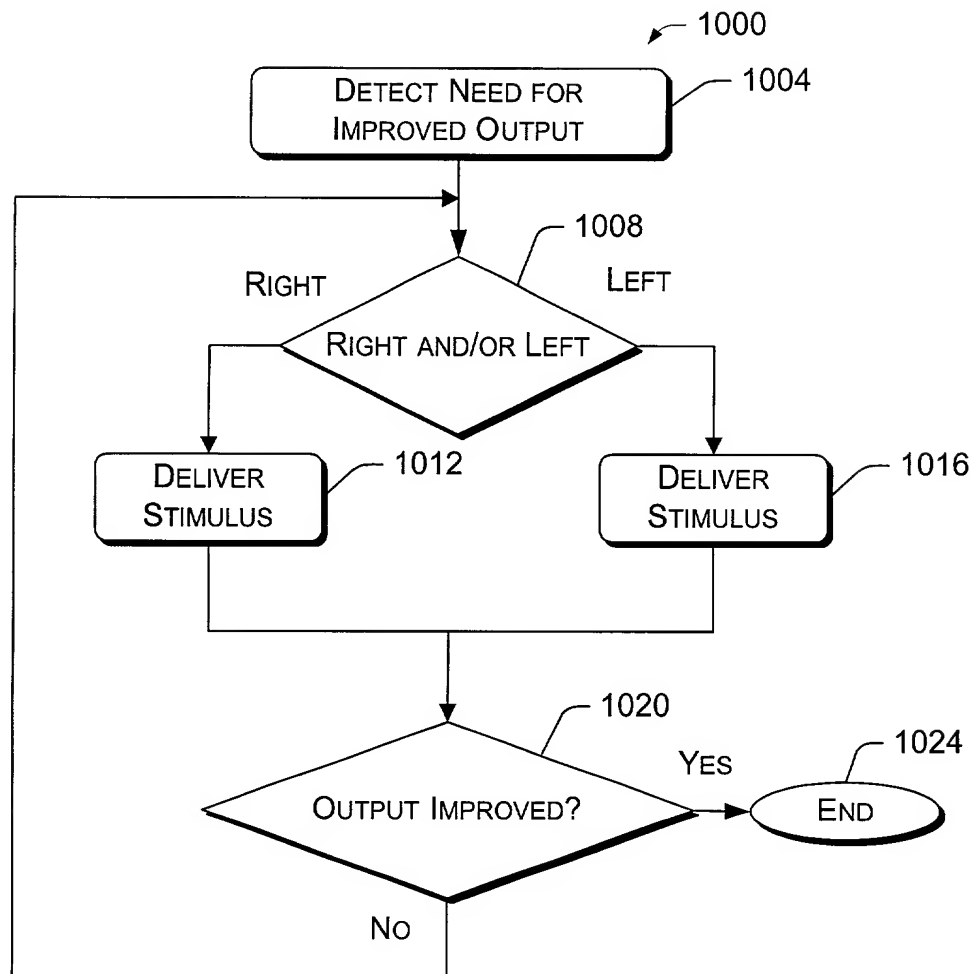 1000
DETECT NEED FOR
IMPROVED OUTPUT
1004
1008
RIGHT
LEFT
RIGHT AND/OR LEFT
DELIVER
STIMULUS
1012
DELIVER
STIMULUS
1016
1020
OUTPUT IMPROVED?
YES
1024
END
NO